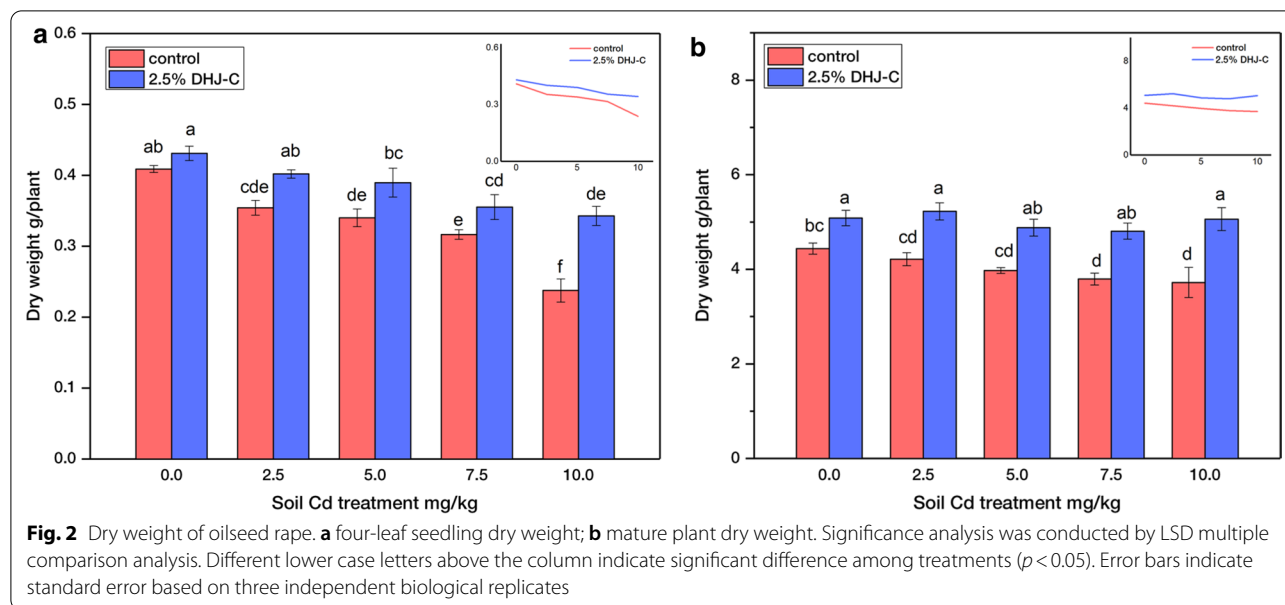 a
control
2.5% DHJ-C
Dry weight g/plant
0.6
0.5
0.4
0.3
0.2
0.1
0.0
ab
a
cde
ab
de
bc
e
cd
f
de
0.0
2.5
5.0
7.5
10.0
Soil Cd treatment mg/kg
control
2.5% DHJ-C
0.6
0.3
0.0
0
5
10
b
control
2.5% DHJ-C
Dry weight g/plant
8
6
4
2
0
bc
a
cd
a
cd
ab
d
ab
d
a
0.0
2.5
5.0
7.5
10.0
Soil Cd treatment mg/kg
control
2.5% DHJ-C
8
4
0
0
5
10
Fig. 2 Dry weight of oilseed rape. a four-leaf seedling dry weight; b mature plant dry weight. Significance analysis was conducted by LSD multiple
comparison analysis. Different lower case letters above the column indicate significant difference among treatments (p < 0.05). Error bars indicate
standard error based on three independent biological replicates